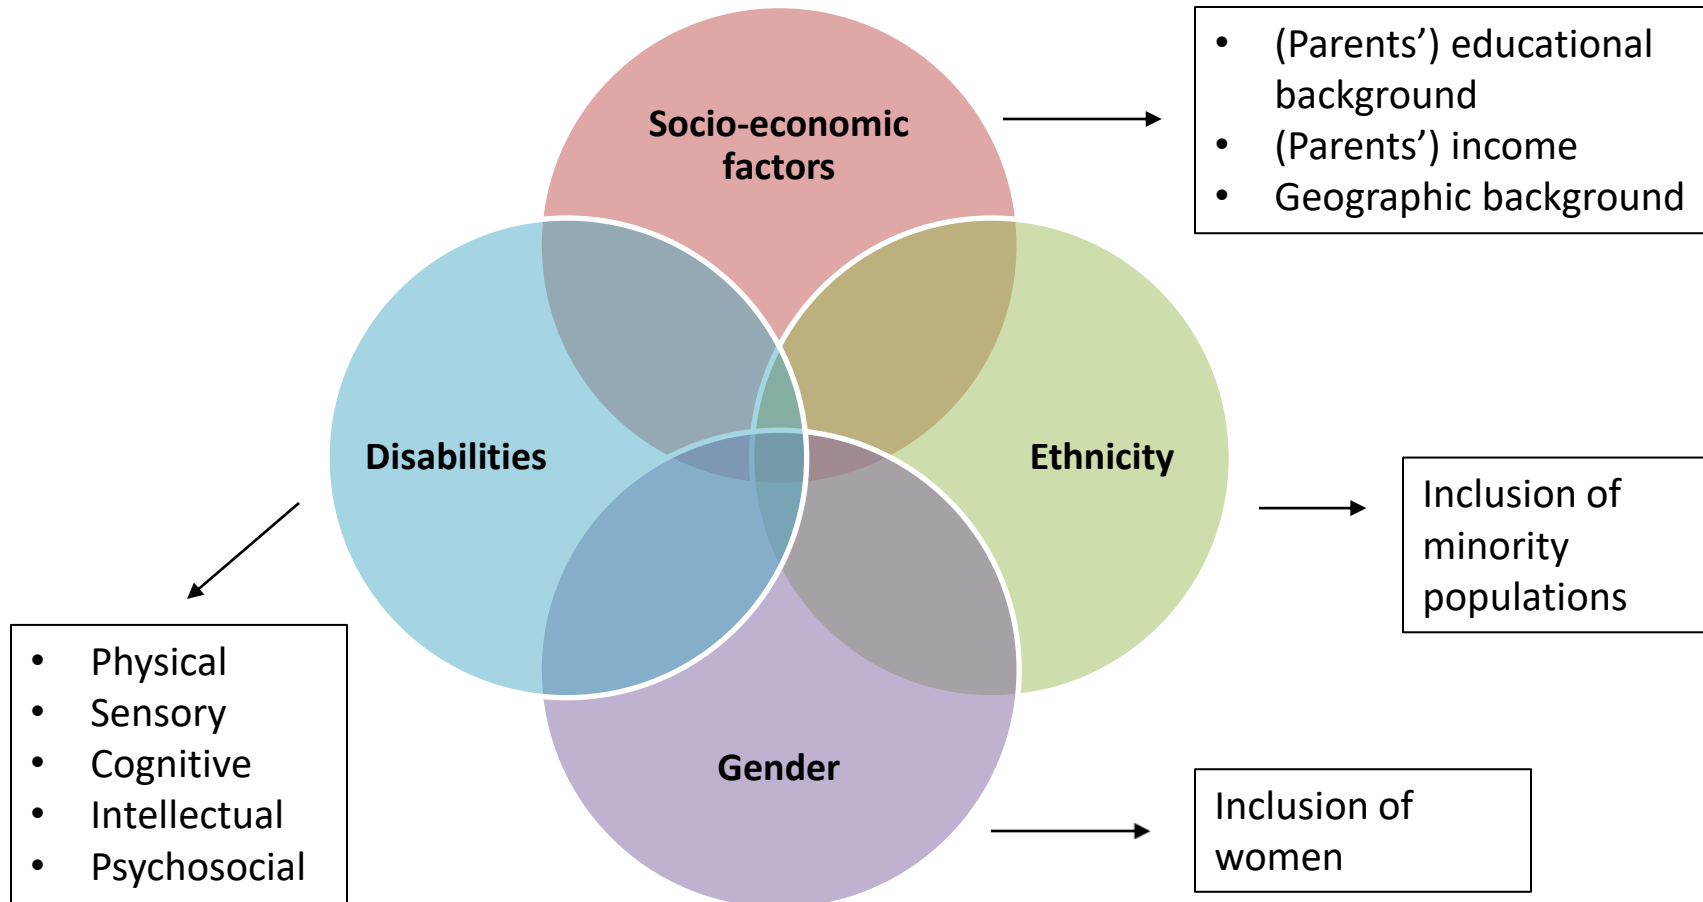 Socio-economic
factors
• (Parents’) educational
background
• (Parents’) income
• Geographic background
Disabilities
Ethnicity
Inclusion of
minority
populations
• Physical
• Sensory
• Cognitive
• Intellectual
• Psychosocial
Gender
Inclusion of
women